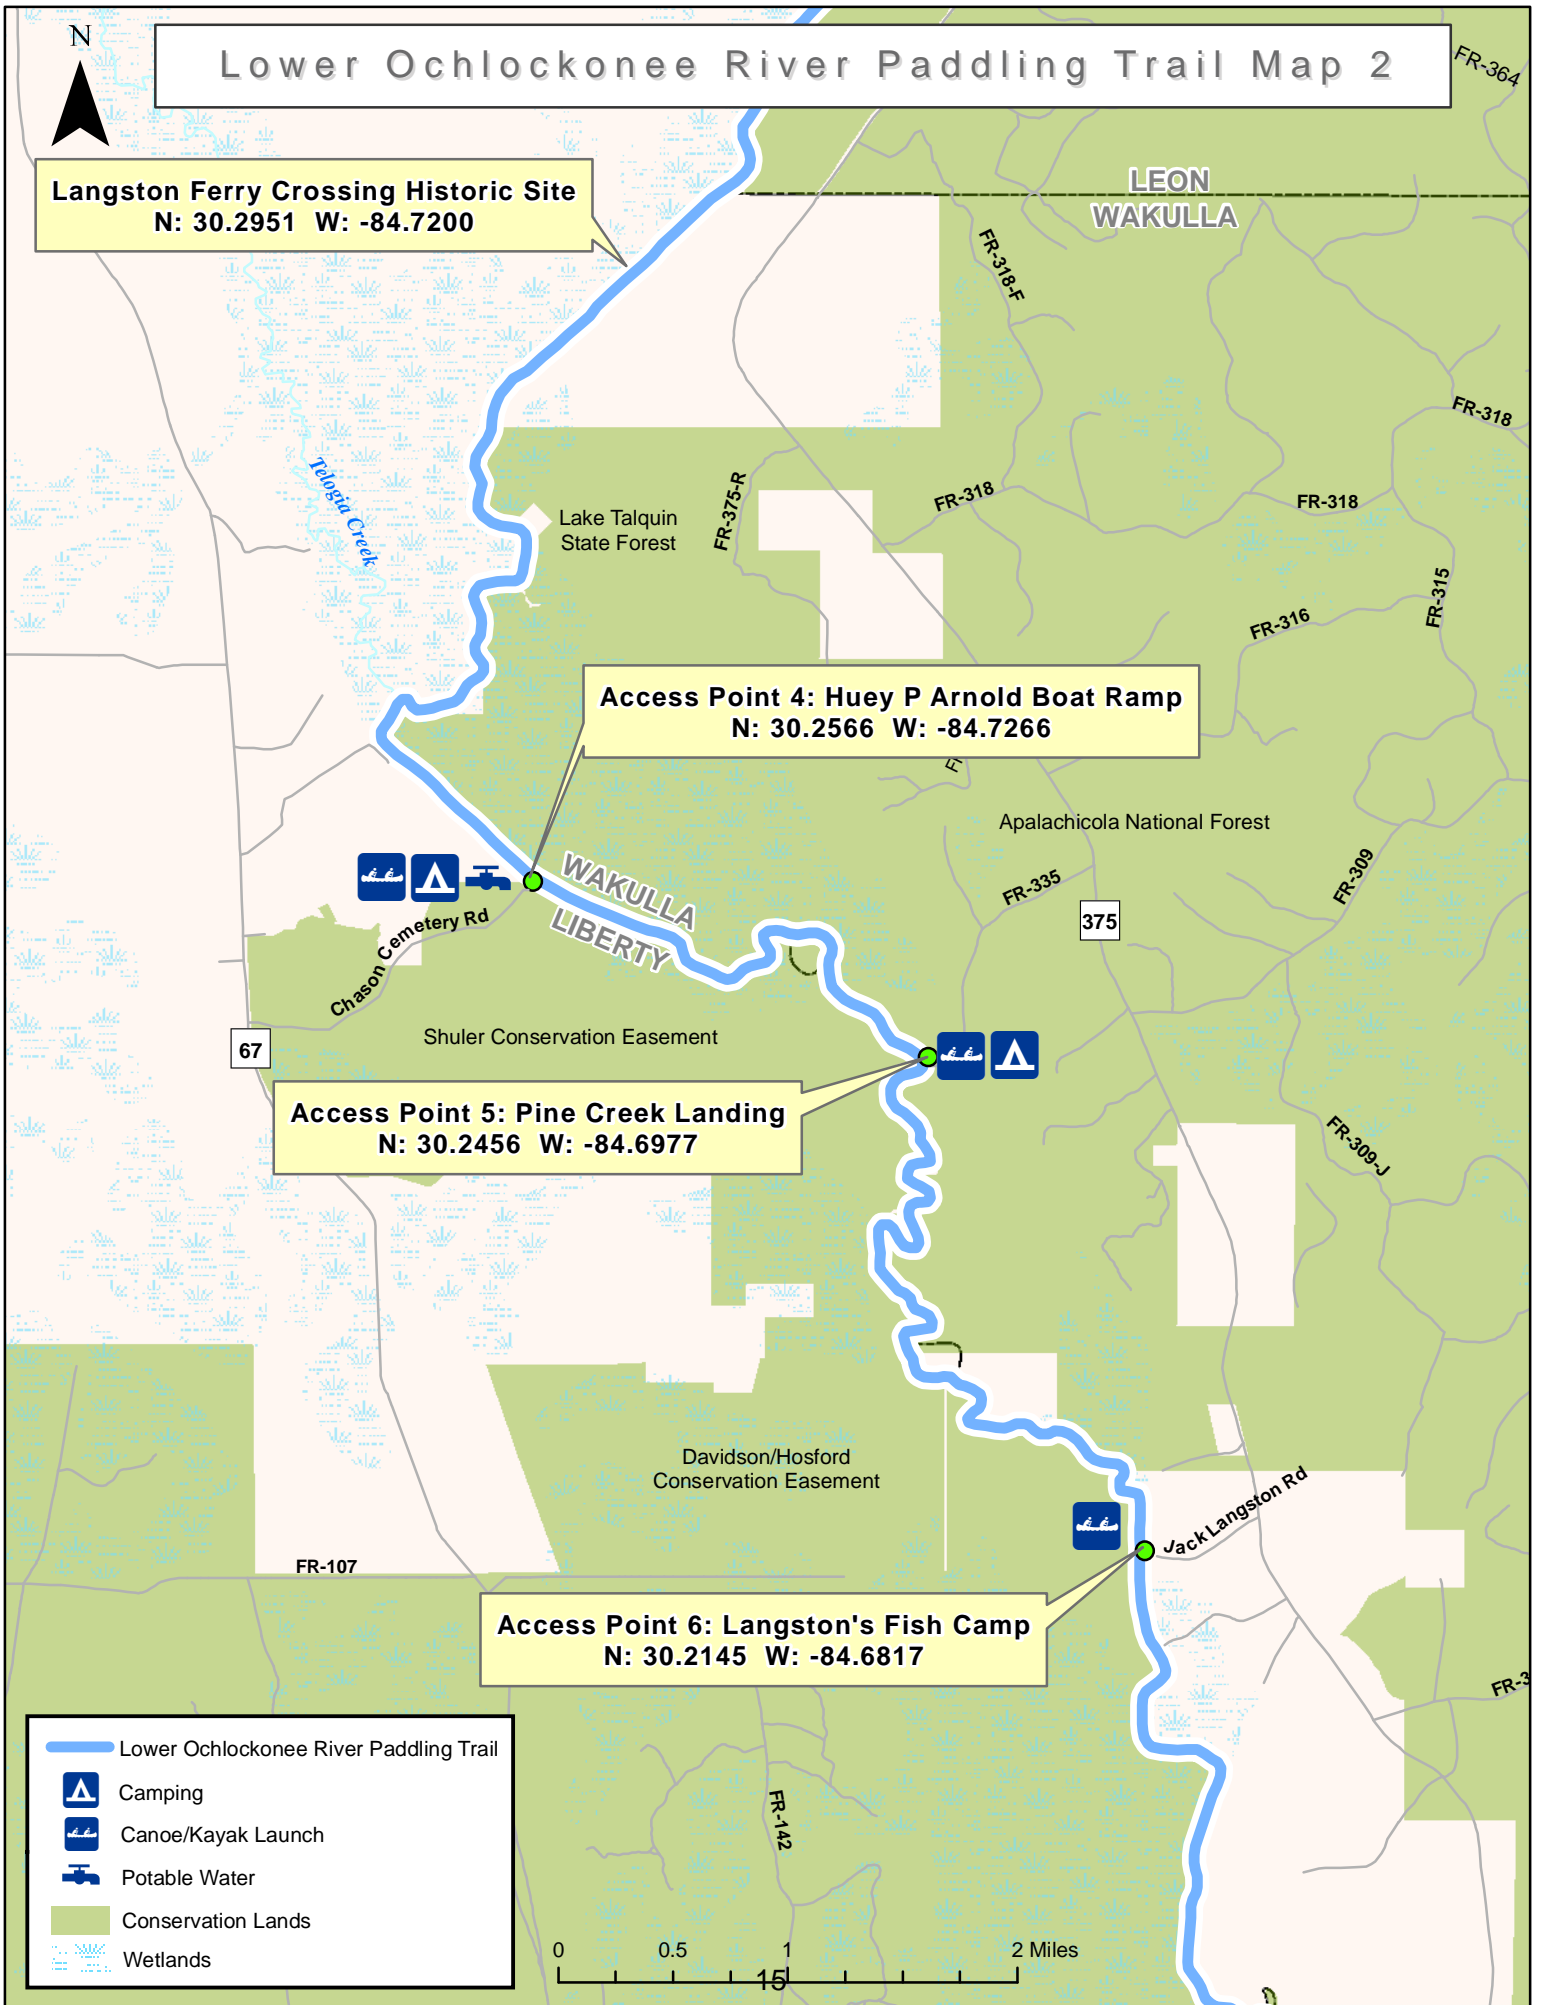 N
Lower Ochlockonee River Paddling Trail Map 2
FR-364
Langston Ferry Crossing Historic Site
N: 30.2951 W: -84.7200
LEON
WAKULLA
FR-318-F
FR-318
Telogia Creek
FR-375-R
FR-318
FR-318
Lake Talquin
State Forest
FR-315
FR-316
Access Point 4: Huey P Arnold Boat Ramp
N: 30.2566 W: -84.7266
Apalachicola National Forest
WAKULLA
LIBERTY
FR-335
FR-309
375
Chason Cemetery Rd
Shuler Conservation Easement
67
Access Point 5: Pine Creek Landing
N: 30.2456 W: -84.6977
FR-309-J
Davidson/Hosford
Conservation Easement
Jack Langston Rd
FR-107
Access Point 6: Langston's Fish Camp
N: 30.2145 W: -84.6817
FR-3
FR-142
Lower Ochlockonee River Paddling Trail
Camping
Canoe/Kayak Launch
Potable Water
Conservation Lands
Wetlands
0 0.5 1 2 Miles
15